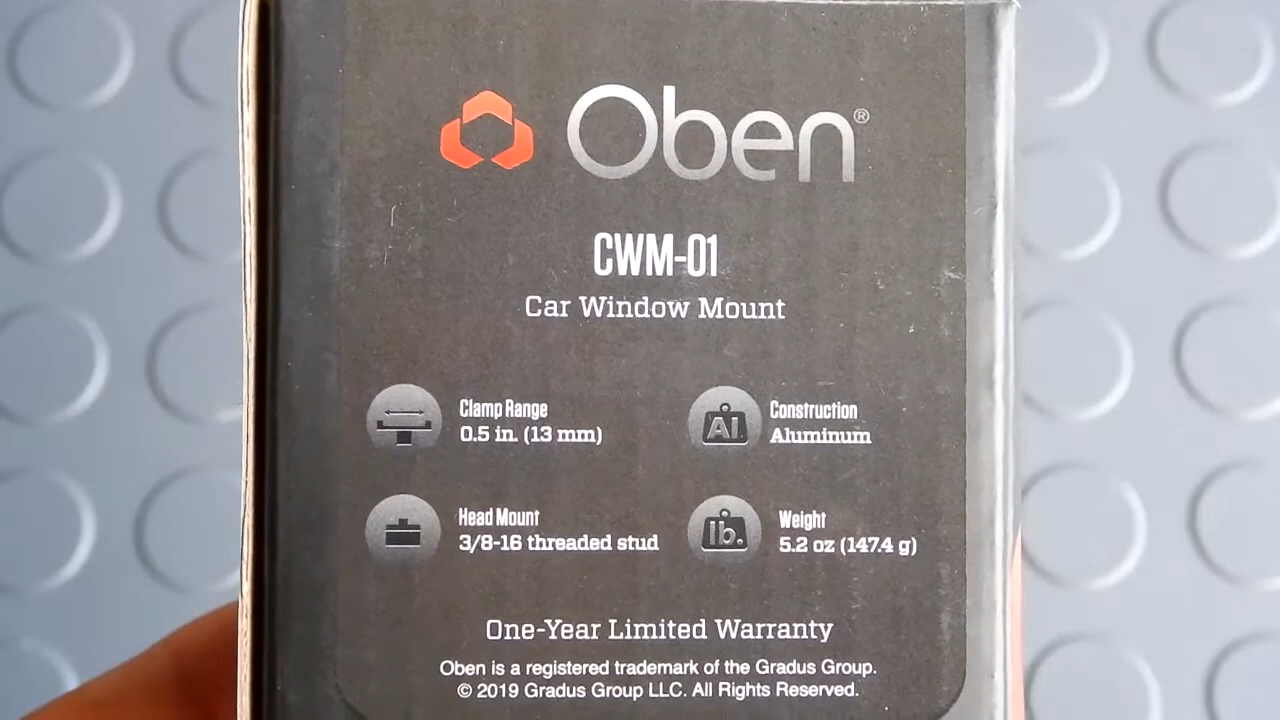 Oben®
CWM-01
Car Window Mount
Clamp Range
0.5 in. (13 mm)
Al
Construction
Aluminum
Head Mount
3/8-16 threaded stud
lb.
Weight
5.2 oz (147.4 g)
One-Year Limited Warranty
Oben is a registered trademark of the Gradus Group.
© 2019 Gradus Group LLC. All Rights Reserved.